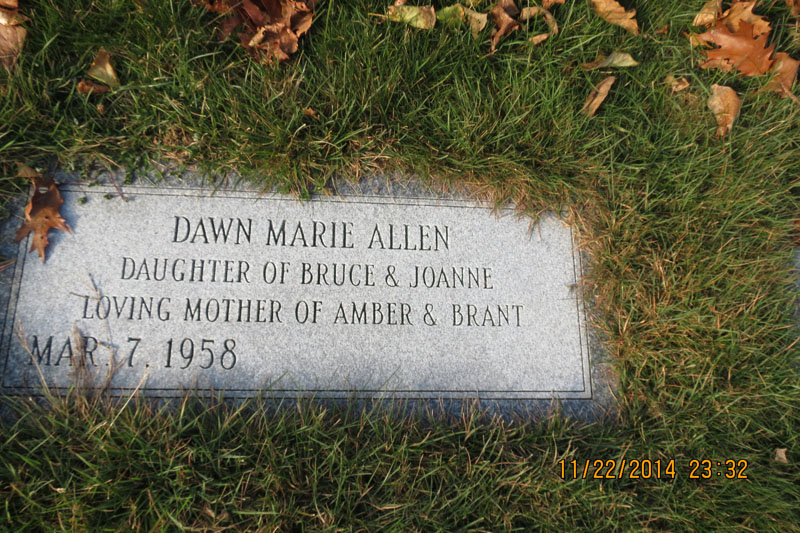 DAWN MARIE ALLEN
DAUGHTER OF BRUCE & JOANNE
LOVING MOTHER OF AMBER & BRANT
MAR. 7, 1958
11/22/2014 23:32